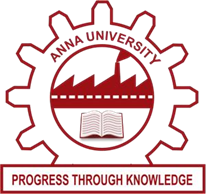 ANNA UNIVERSITY
PROGRESS THROUGH KNOWLEDGE